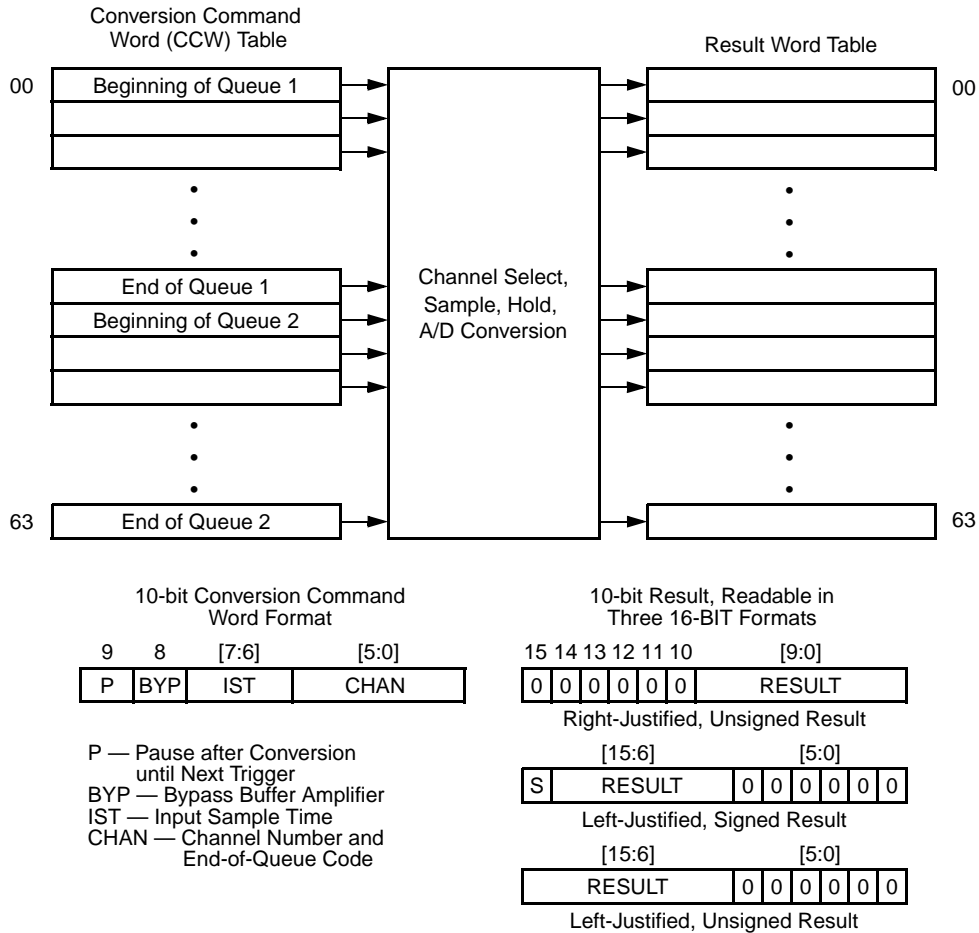 Conversion Command
Word (CCW) Table
Result Word Table
00
Beginning of Queue 1
00
End of Queue 1
Beginning of Queue 2
Channel Select,
Sample, Hold,
A/D Conversion
63
End of Queue 2
63
10-bit Conversion Command
Word Format
9 8 [7:6] [5:0]
P BYP IST CHAN
P — Pause after Conversion
until Next Trigger
BYP — Bypass Buffer Amplifier
IST — Input Sample Time
CHAN — Channel Number and
End-of-Queue Code
10-bit Result, Readable in
Three 16-BIT Formats
15 14 13 12 11 10 [9:0]
0 0 0 0 0 0 RESULT
Right-Justified, Unsigned Result
[15:6] [5:0]
S RESULT 0 0 0 0 0 0
Left-Justified, Signed Result
[15:6] [5:0]
RESULT 0 0 0 0 0 0
Left-Justified, Unsigned Result